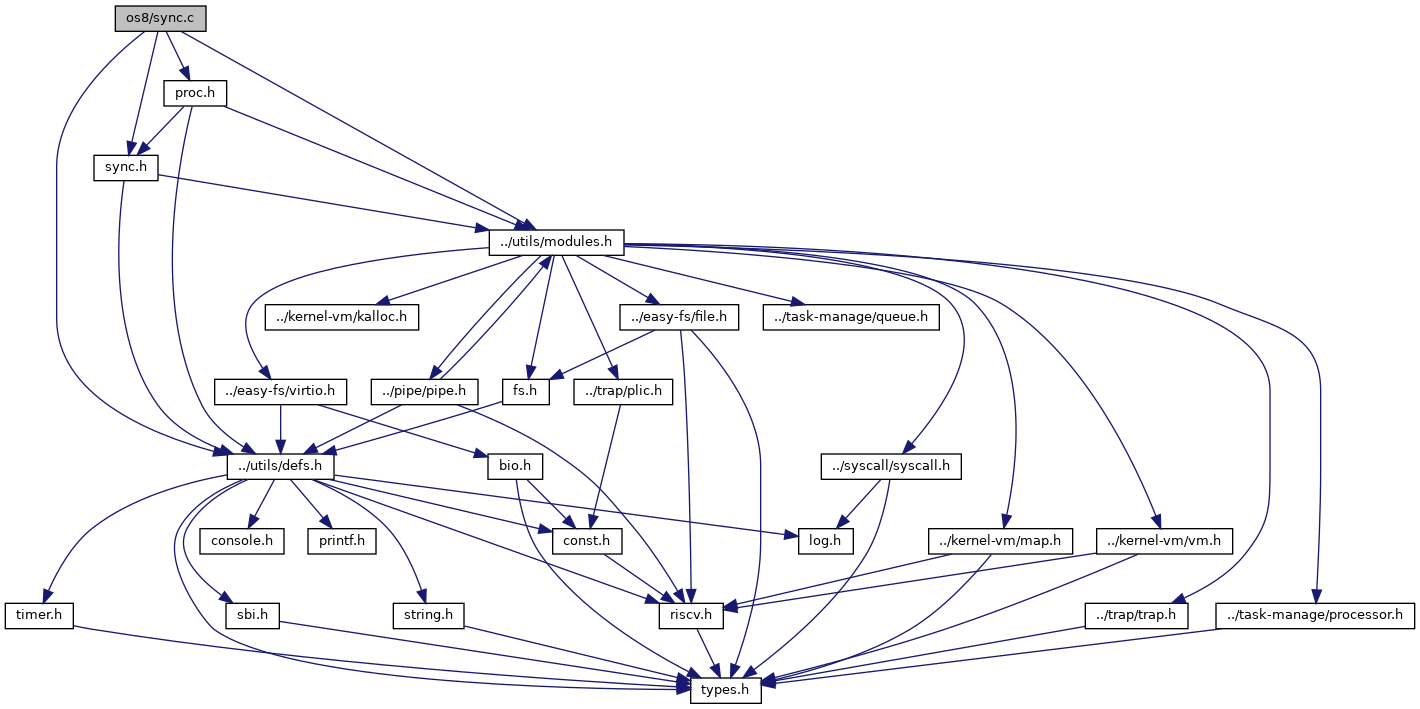 os8/sync.c
proc.h
sync.h
../utils/modules.h
../kernel-vm/kalloc.h
../easy-fs/file.h
../task-manage/queue.h
../easy-fs/virtio.h
../pipe/pipe.h
fs.h
../trap/plic.h
../utils/defs.h
bio.h
../syscall/syscall.h
console.h
printf.h
const.h
log.h
../kernel-vm/map.h
../kernel-vm/vm.h
timer.h
sbi.h
string.h
riscv.h
../trap/trap.h
../task-manage/processor.h
types.h